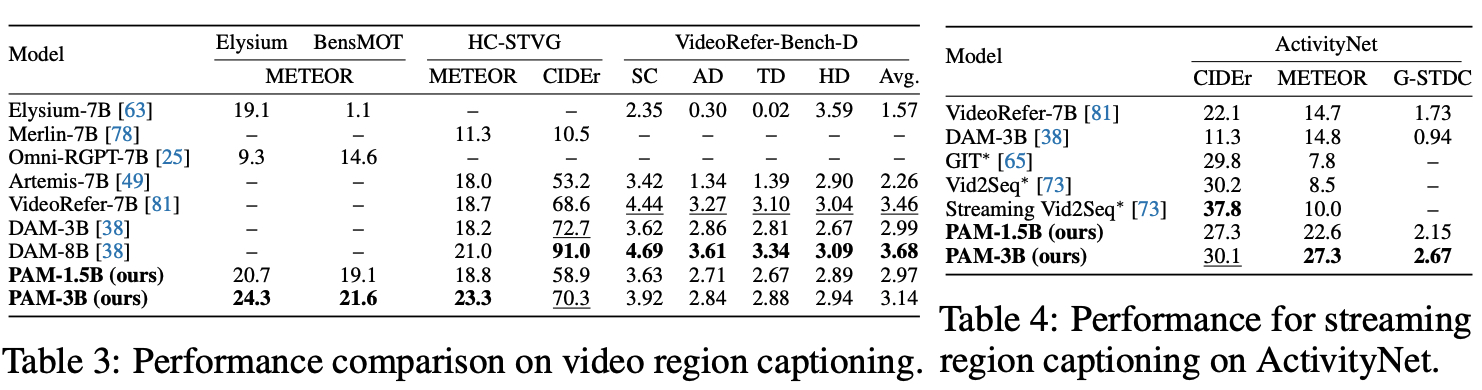 Model Elysium BensMOT HC-STVG VideoRefer-Bench-D
METEOR METEOR CIDEr SC AD TD HD Avg.
Elysium-7B [63] 19.1 1.1 – – 2.35 0.30 0.02 3.59 1.57
Merlin-7B [78] – – 11.3 10.5 – – – – –
Omni-RGPT-7B [25] 9.3 14.6 – – – – – – –
Artemis-7B [49] – – 18.0 53.2 3.42 1.34 1.39 2.90 2.26
VideoRefer-7B [81] – – 18.7 68.6 4.44 3.27 3.10 3.04 3.46
DAM-3B [38] – – 18.2 72.7 3.62 2.86 2.81 2.67 2.99
DAM-8B [38] – – 21.0 91.0 4.69 3.61 3.34 3.09 3.68
PAM-1.5B (ours) 20.7 19.1 18.8 58.9 3.63 2.71 2.67 2.89 2.97
PAM-3B (ours) 24.3 21.6 23.3 70.3 3.92 2.84 2.88 2.94 3.14
Table 3: Performance comparison on video region captioning.
Model ActivityNet
CIDEr METEOR G-STDC
VideoRefer-7B [81] 22.1 14.7 1.73
DAM-3B [38] 11.3 14.8 0.94
GIT* [65] 29.8 7.8 –
Vid2Seq* [73] 30.2 8.5 –
Streaming Vid2Seq* [73] 37.8 10.0 –
PAM-1.5B (ours) 27.3 22.6 2.15
PAM-3B (ours) 30.1 27.3 2.67
Table 4: Performance for streaming
region captioning on ActivityNet.